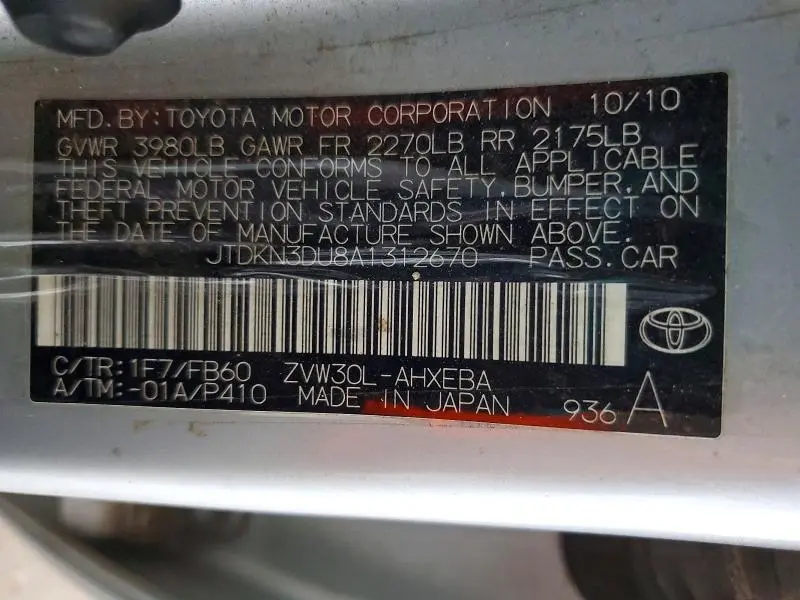 MFD. BY: TOYOTA MOTOR CORPORATION 10/10
GVWR 3980LB GAWR FR 2270LB RR 2175LB
THIS VEHICLE CONFORMS TO ALL APPLICABLE
FEDERAL MOTOR VEHICLE SAFETY, BUMPER, AND
THEFT PREVENTION STANDARDS IN EFFECT ON
THE DATE OF MANUFACTURE SHOWN ABOVE.
JTDKN3DU8A1312670 PASS. CAR
C/TR: 1F7/FB60 ZVW30L-AHXEBA
A/TM: -01A/P410 MADE IN JAPAN 936 A